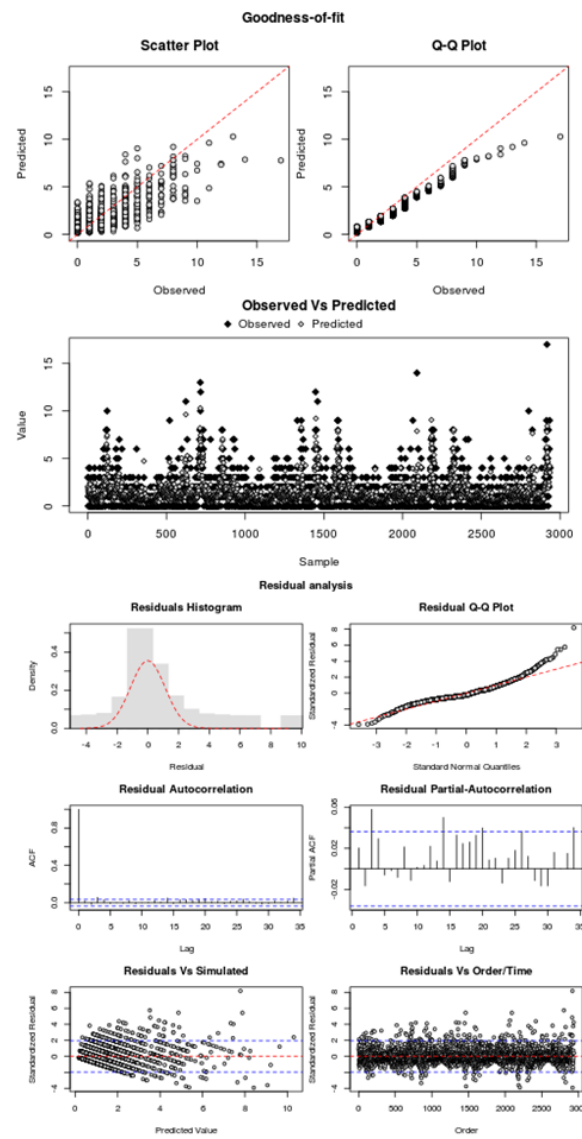 Goodness-of-fit
Scatter Plot
Q-Q Plot
Predicted
15
10
5
0
0 5 10 15
Observed
Predicted
15
10
5
0
0 5 10 15
Observed
Observed Vs Predicted
Observed Predicted
Value
15
10
5
0
0 500 1000 1500 2000 2500 3000
Sample
Residual analysis
Residuals Histogram
Residual Q-Q Plot
Density
0.4
0.2
0.0
-4 -2 0 2 4 6 8 10
Residual
Standardized Residual
8
6
4
2
0
-4
-3 -2 -1 0 1 2 3
Standard Normal Quantiles
Residual Autocorrelation
Residual Partial-Autocorrelation
ACF
0.8
0.4
0.0
0 5 10 15 20 25 30 35
Lag
Partial ACF
0.06
0.02
-0.02
0 5 10 15 20 25 30 35
Lag
Residuals Vs Simulated
Residuals Vs Order/Time
Standardized Residual
8
6
4
2
0
-4
2 4 6 8 10
Predicted Value
Standardized Residual
8
6
4
2
0
-4
0 500 1000 1500 2000 2500 300
Order